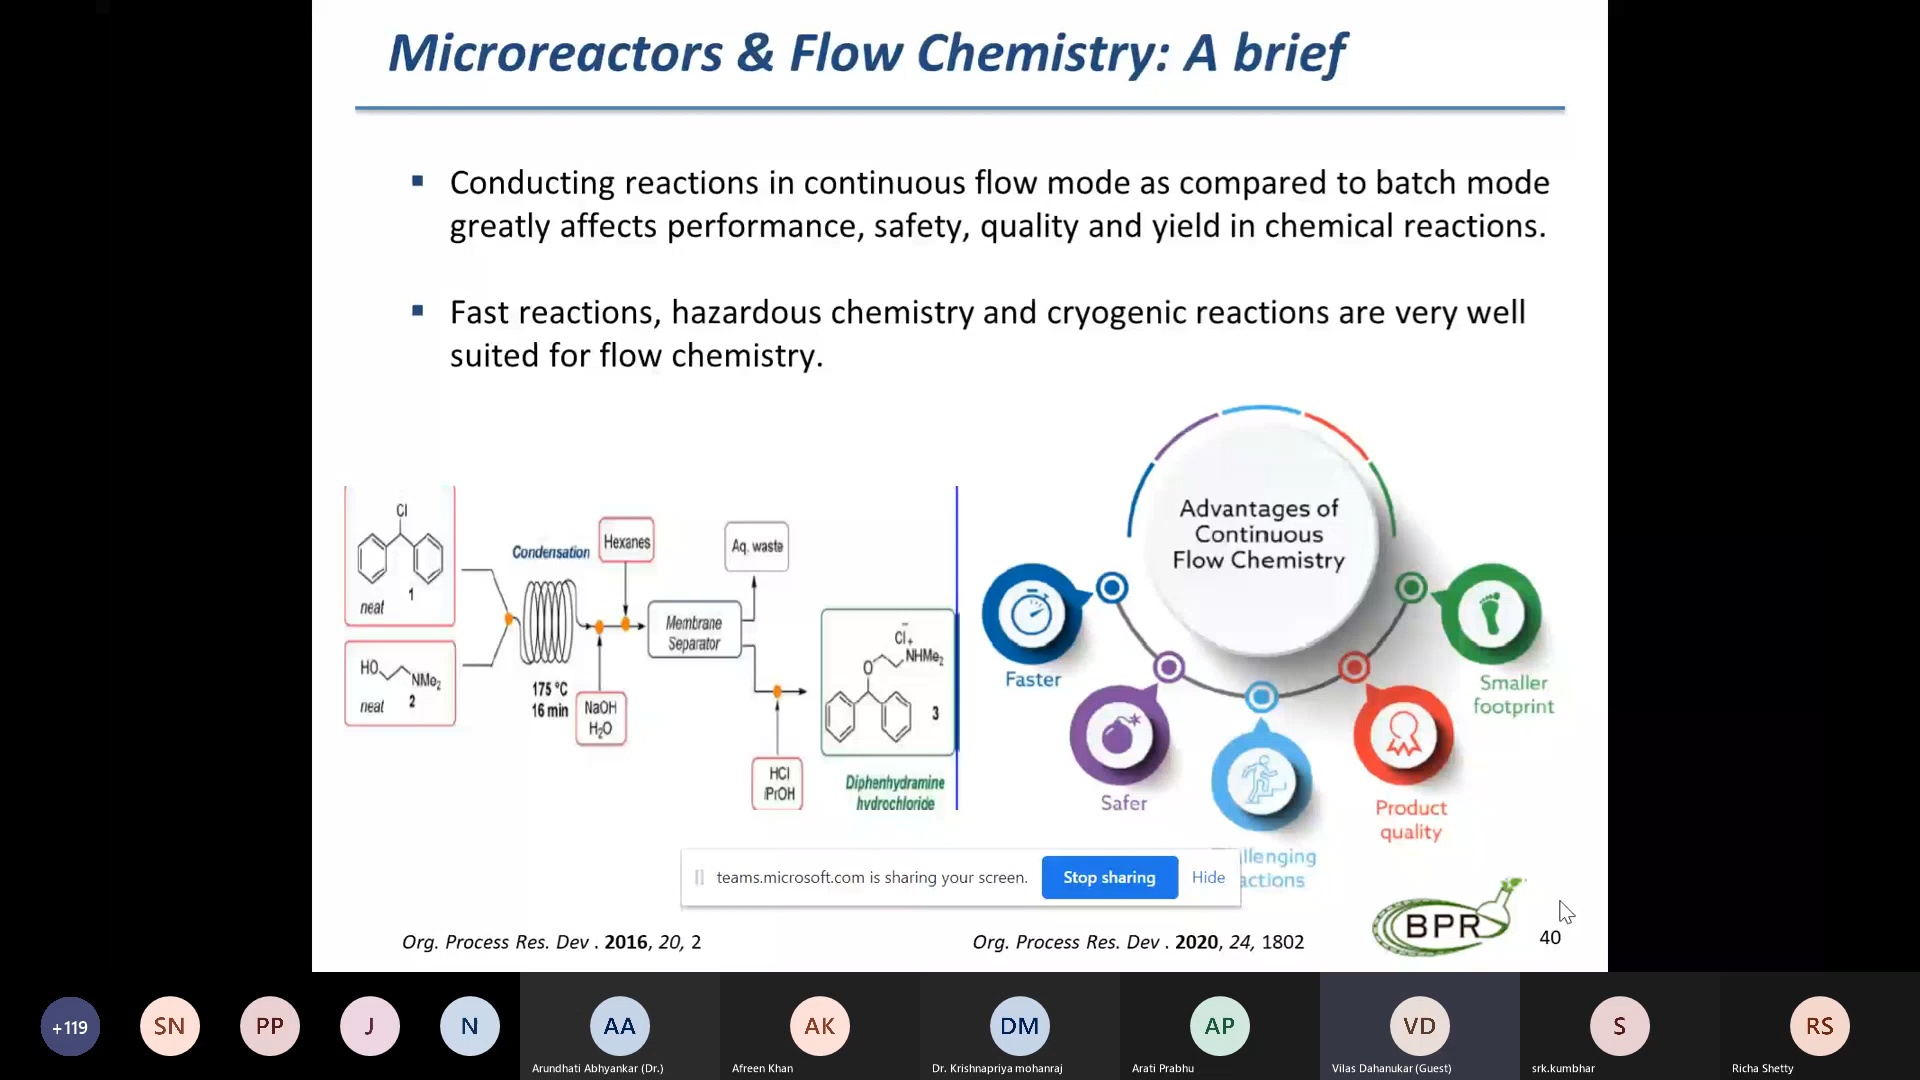 Microreactors & Flow Chemistry: A brief
Conducting reactions in continuous flow mode as compared to batch mode
greatly affects performance, safety, quality and yield in chemical reactions.
Fast reactions, hazardous chemistry and cryogenic reactions are very well
suited for flow chemistry.
Cl
1
neat
HO
NMe2
neat
2
Condensation
175 °C
16 min
Hexanes
NaOH
H2O
Membrane
Separator
Aq. waste
HCl
iPrOH
Cl -
+
NHMe2
O
3
Diphenhydramine
hydrochloride
Advantages of
Continuous
Flow Chemistry
Faster
Safer
llenging
actions
Product
quality
Smaller
footprint
teams.microsoft.com is sharing your screen.
Stop sharing
Hide
Org. Process Res. Dev . 2016, 20, 2
Org. Process Res. Dev . 2020, 24, 1802
BPR
40
+119
SN
PP
J
N
AA
AK
DM
AP
VD
S
RS
Arundhati Abhyankar (Dr.)
Afreen Khan
Dr. Krishnapriya mohanraj
Arati Prabhu
Vilas Dahanukar (Guest)
srk.kumbhar
Richa Shetty